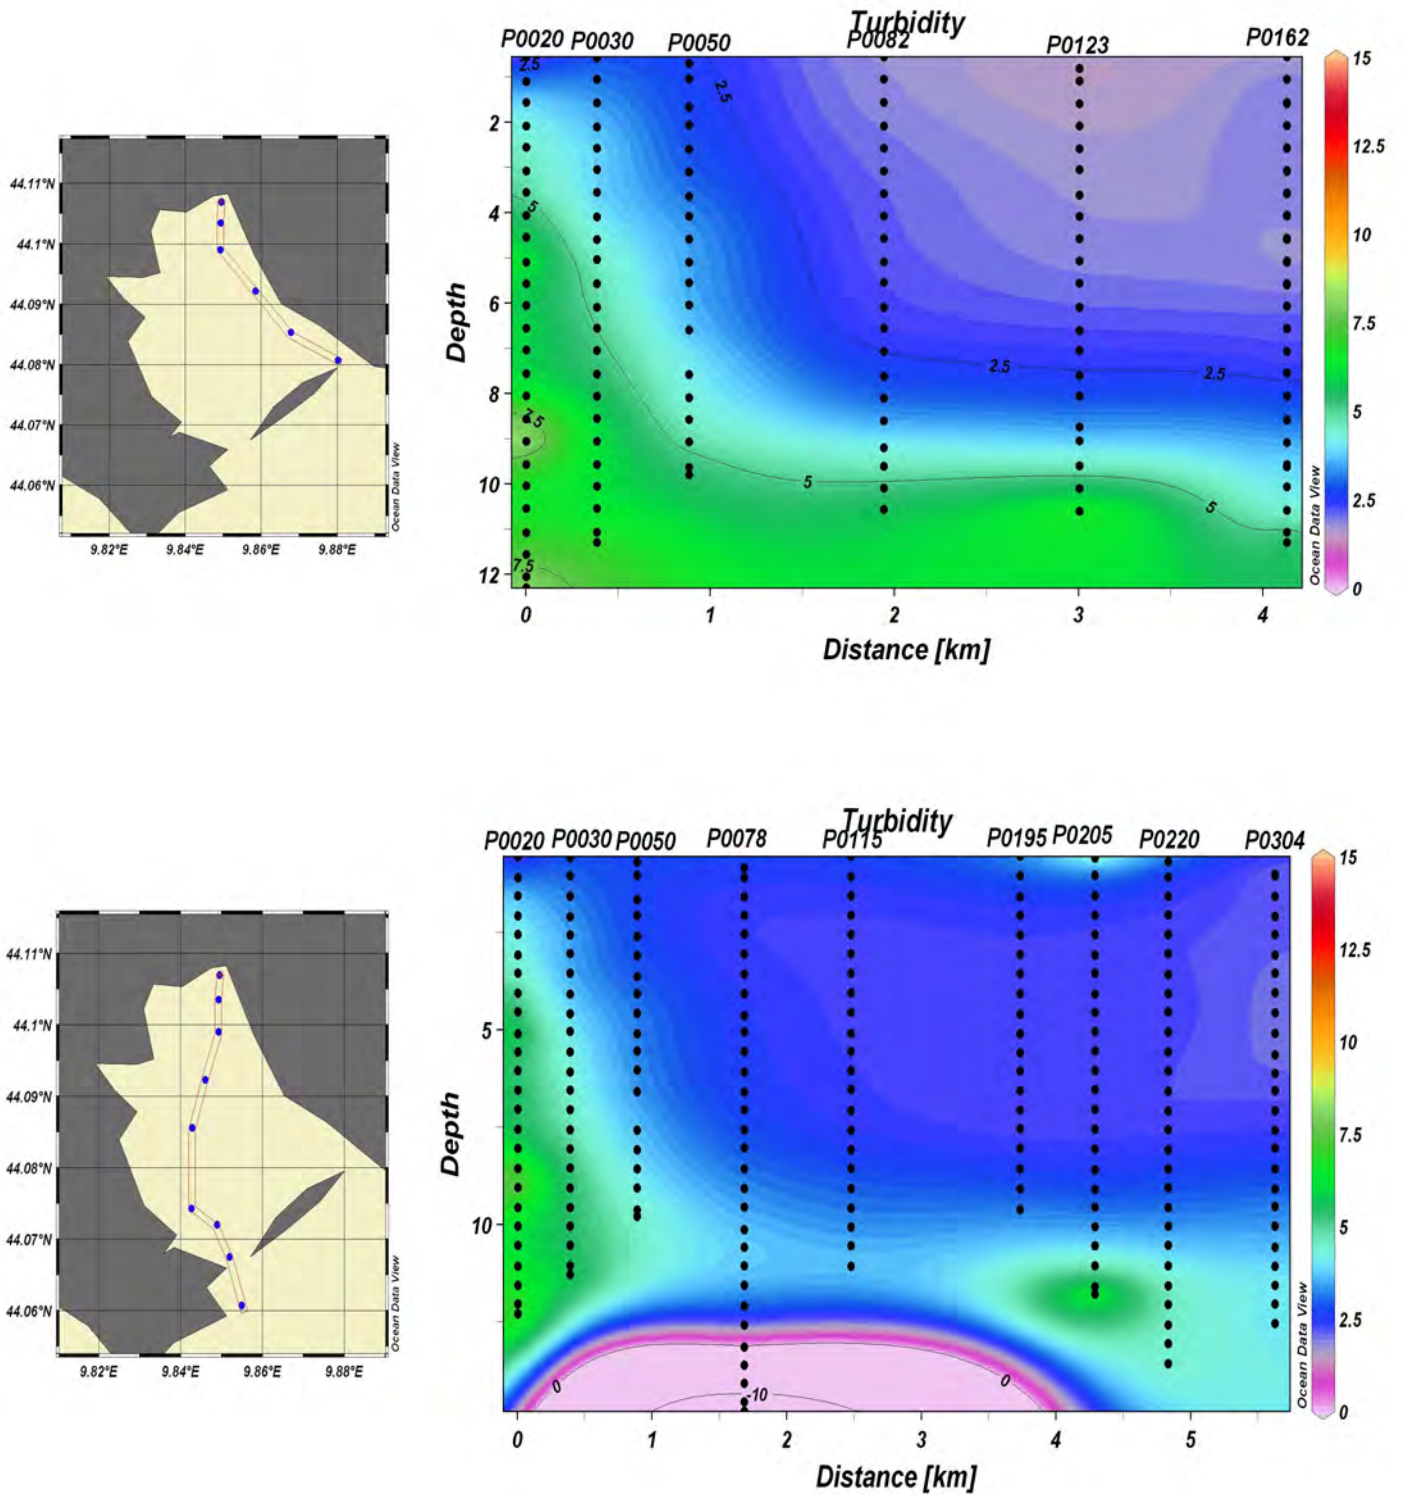 Turbidity
P0020 P0030 P0050 P0082 P0123 P0162
2.5
2.5
5
7.5
7.5
2.5
2.5
5
5
2
4
6
8
10
12
Depth
0 1 2 3 4
Distance [km]
Ocean Data View
15
12.5
10
7.5
5
2.5
0
44.11°N
44.1°N
44.09°N
44.08°N
44.07°N
44.06°N
9.82°E 9.84°E 9.86°E 9.88°E
Ocean Data View
Turbidity
P0020 P0030 P0050 P0078 P0115 P0195 P0205 P0220 P0304
5
10
Depth
0
-10
0
0 1 2 3 4 5
Distance [km]
Ocean Data View
15
12.5
10
7.5
5
2.5
0
44.11°N
44.1°N
44.09°N
44.08°N
44.07°N
44.06°N
9.82°E 9.84°E 9.86°E 9.88°E
Ocean Data View